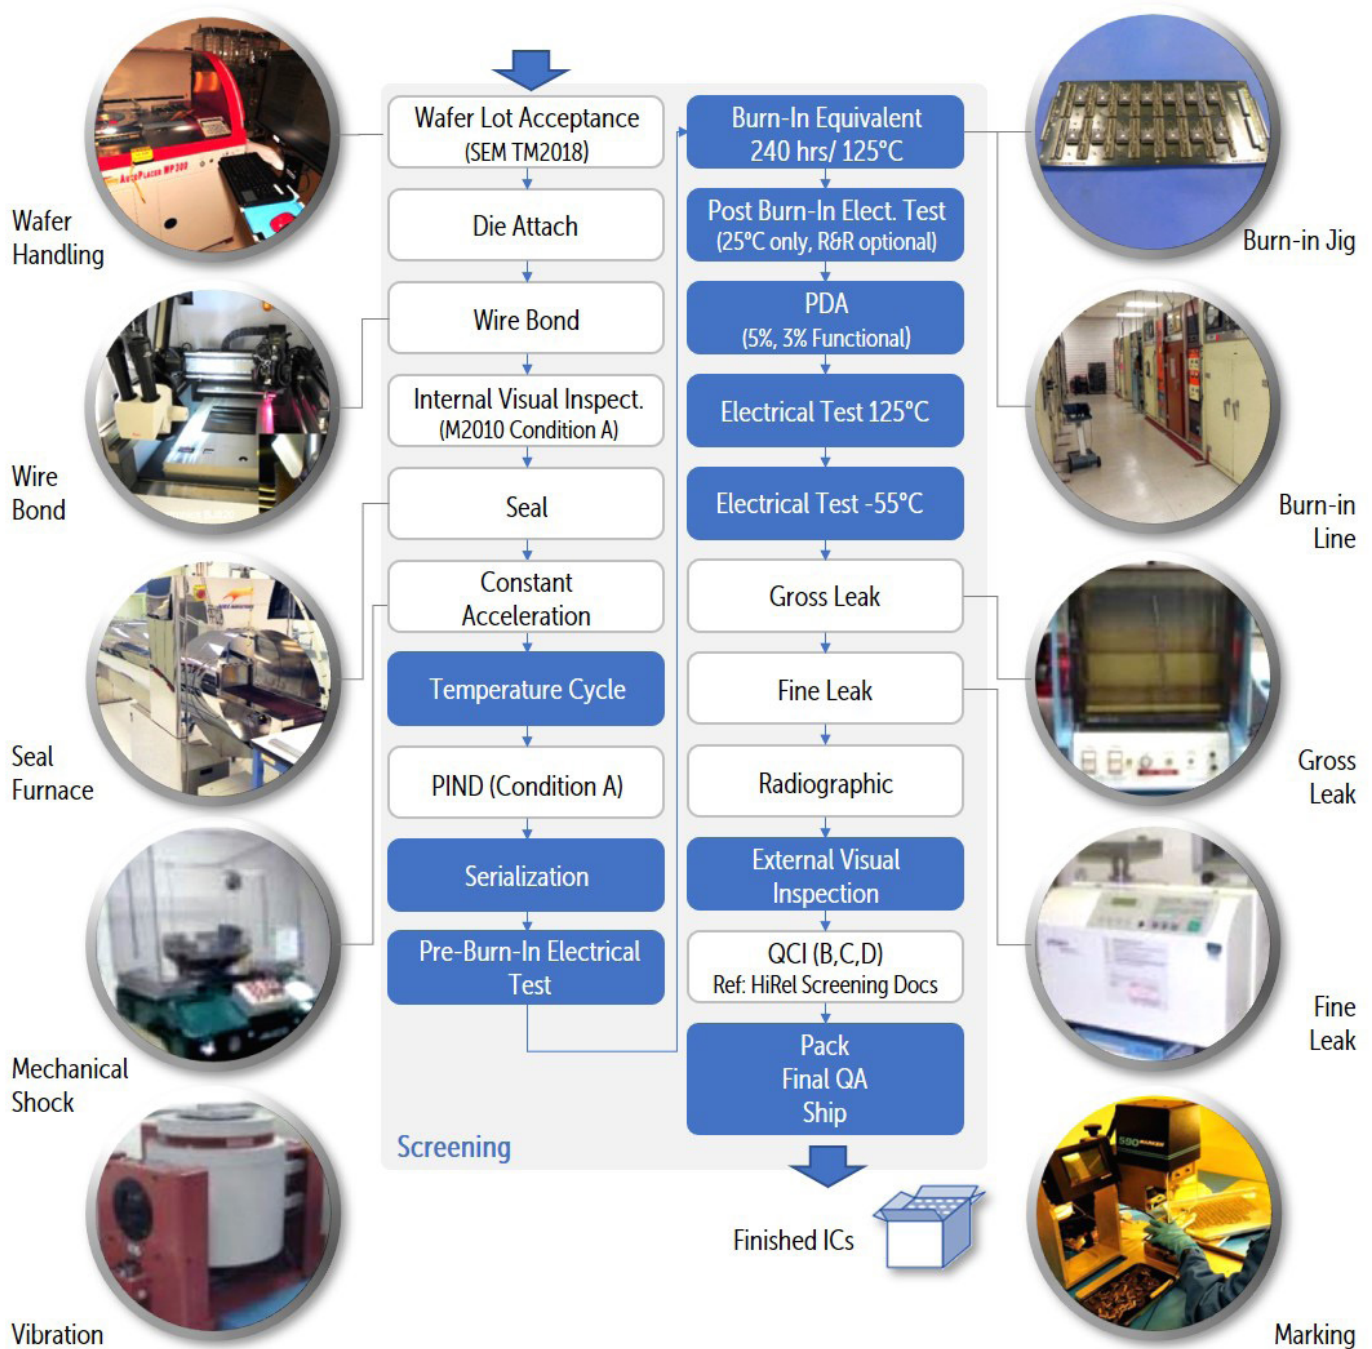 Wafer
Handling
Wire
Bond
Seal
Furnace
Mechanical
Shock
Vibration
AUTOPLACER MP300
Wafer Lot Acceptance
(SEM TM2018)
Die Attach
Wire Bond
Internal Visual Inspect.
(M2010 Condition A)
Seal
Constant
Acceleration
Temperature Cycle
PIND (Condition A)
Serialization
Pre-Burn-In Electrical
Test
Screening
Burn-In Equivalent
240 hrs/ 125°C
Post Burn-In Elect. Test
(25°C only, R&R optional)
PDA
(5%, 3% Functional)
Electrical Test 125°C
Electrical Test -55°C
Gross Leak
Fine Leak
Radiographic
External Visual
Inspection
QCI (B,C,D)
Ref: HiRel Screening Docs
Pack
Final QA
Ship
Finished ICs
Burn-in Jig
Burn-in
Line
Gross
Leak
Fine
Leak
S90
Marking